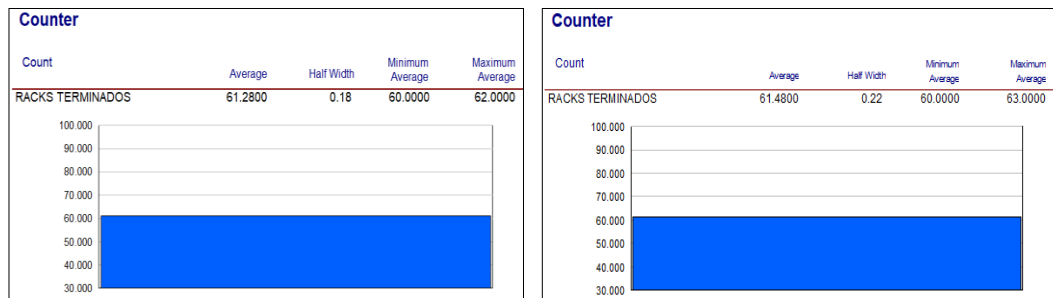 Counter
Count Average Half Width Minimum Average Maximum Average
RACKS TERMINADOS 61.2800 0.18 60.0000 62.0000
100.000
90.000
80.000
70.000
60.000
50.000
40.000
30.000
Counter
Count Average Half Width Minimum Average Maximum Average
RACKS TERMINADOS 61.4800 0.22 60.0000 63.0000
100.000
90.000
80.000
70.000
60.000
50.000
40.000
30.000